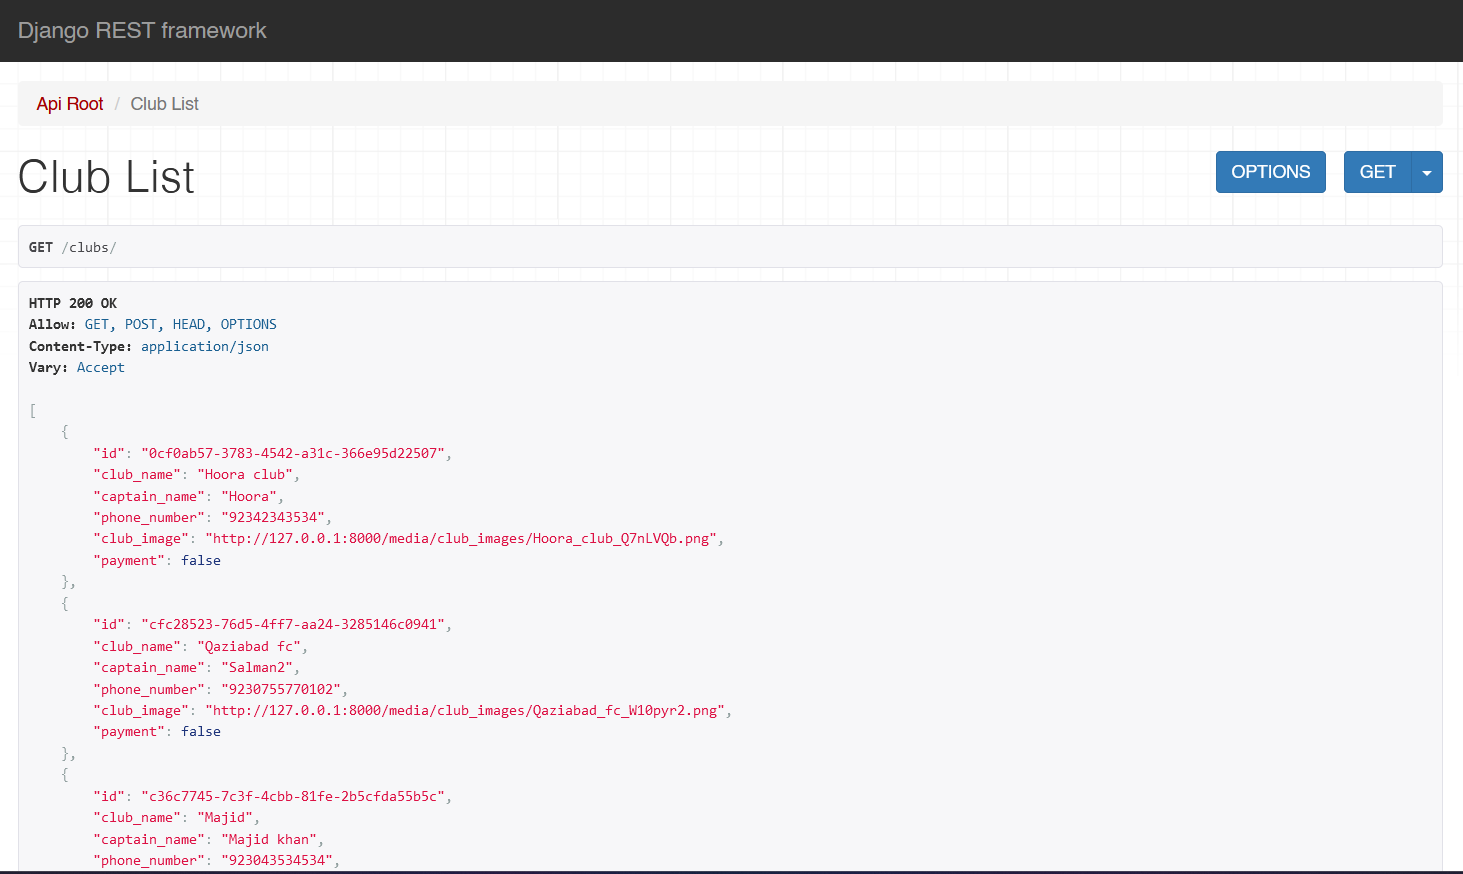 Django REST framework
Api Root / Club List
Club List
OPTIONS GET
GET /clubs/
HTTP 200 OK
Allow: GET, POST, HEAD, OPTIONS
Content-Type: application/json
Vary: Accept
[
    {
        "id": "0cf0ab57-3783-4542-a31c-366e95d22507",
        "club_name": "Hoora club",
        "captain_name": "Hoora",
        "phone_number": "92342343534",
        "club_image": "http://127.0.0.1:8000/media/club_images/Hoora_club_Q7nLVQb.png",
        "payment": false
    },
    {
        "id": "cfc28523-76d5-4ff7-aa24-3285146c0941",
        "club_name": "Qaziabad fc",
        "captain_name": "Salman2",
        "phone_number": "9230755770102",
        "club_image": "http://127.0.0.1:8000/media/club_images/Qaziabad_fc_W10pyr2.png",
        "payment": false
    },
    {
        "id": "c36c7745-7c3f-4cbb-81fe-2b5cfda55b5c",
        "club_name": "Majid",
        "captain_name": "Majid khan",
        "phone_number": "923043534534",